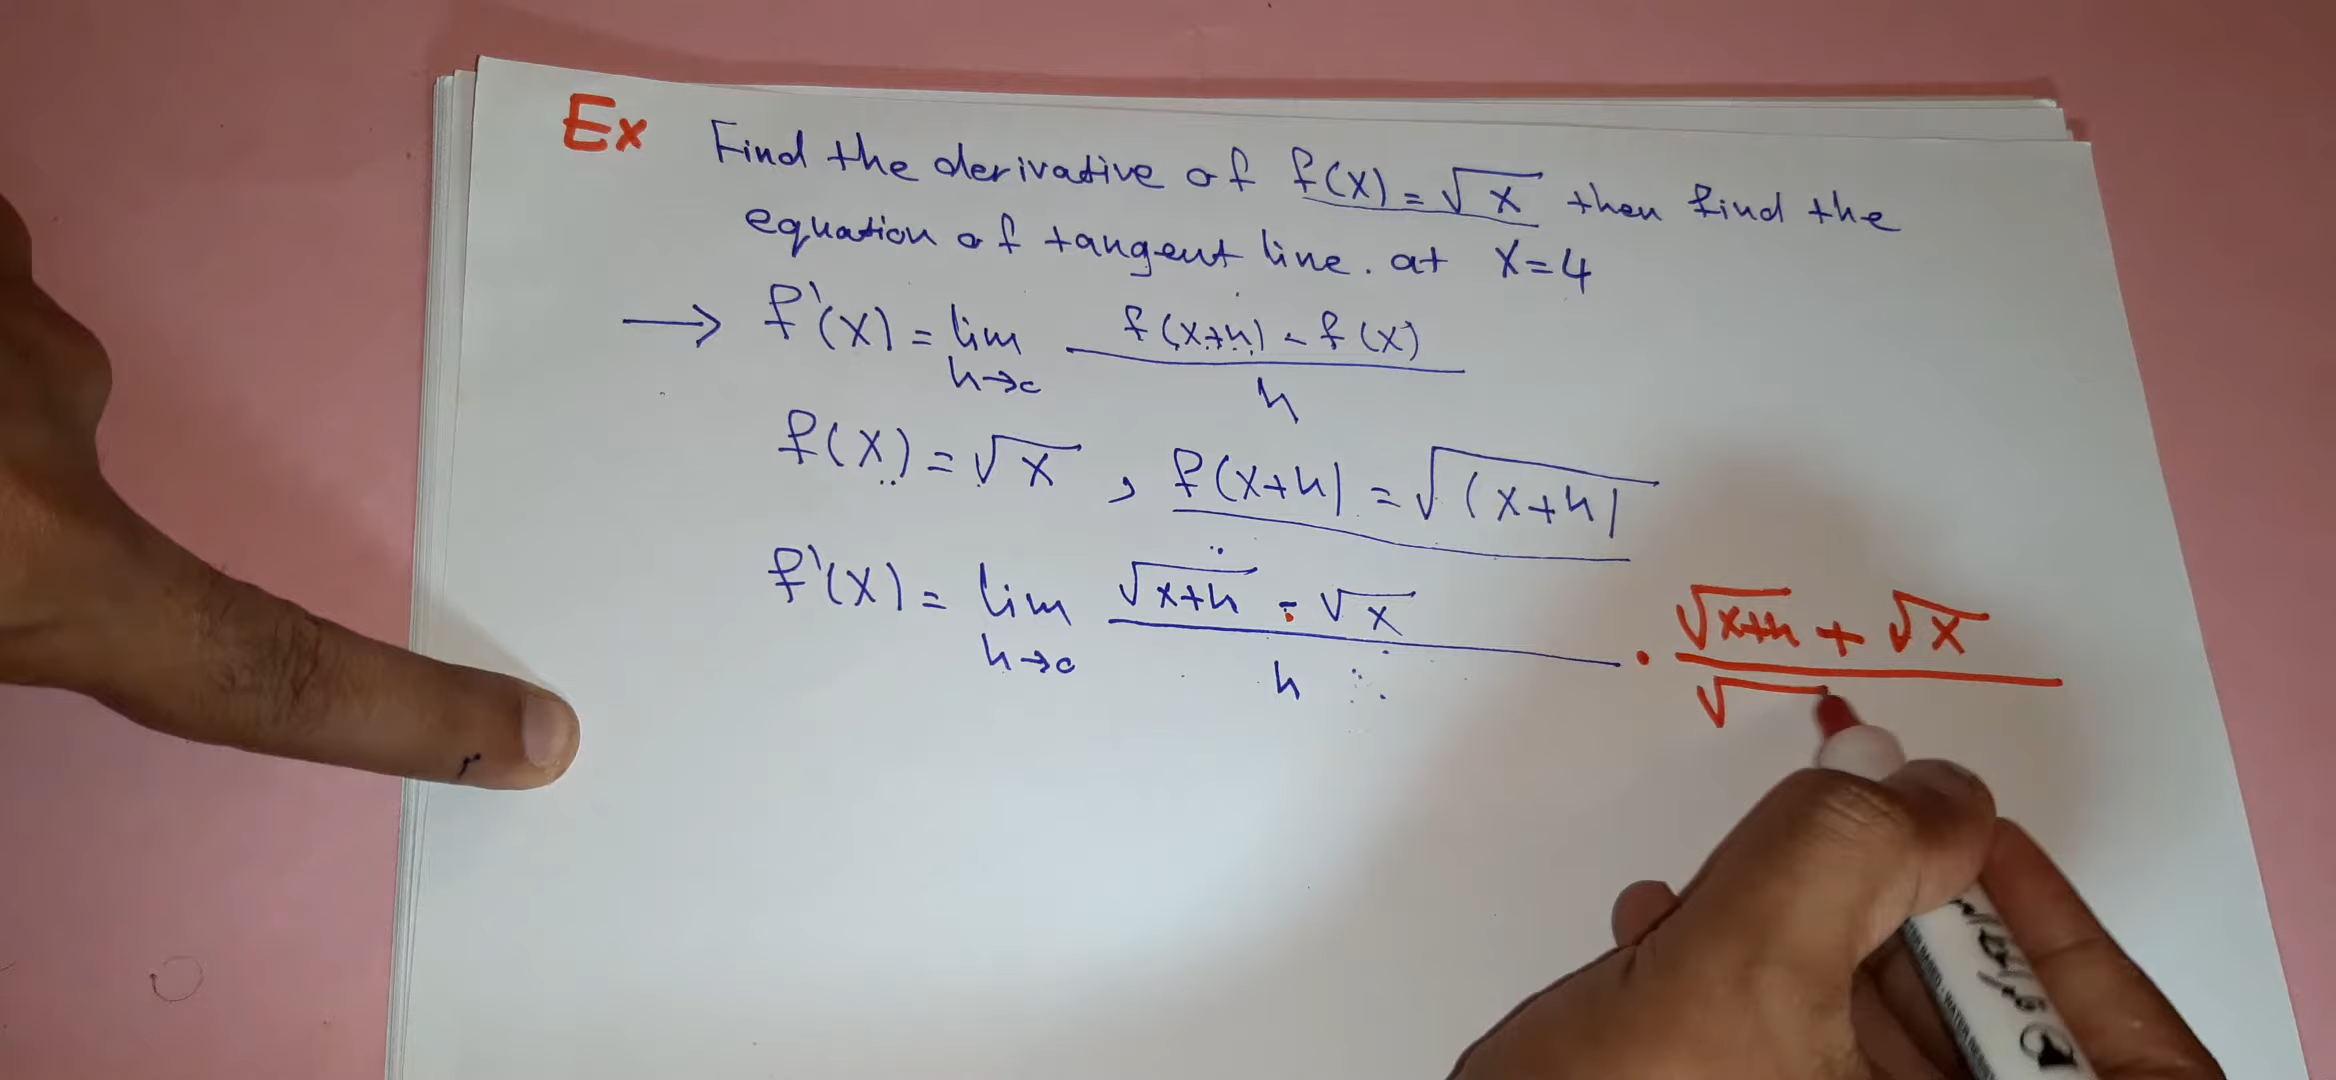 Ex Find the derivative of f(x) = √x then find the
equation of tangent line. at x=4
→ f'(x) = lim h→0 f(x+h) - f(x) / h
f(x) = √x , f(x+h) = √(x+h)
f'(x) = lim h→0 √x+h - √x / h · √x+h + √x / √